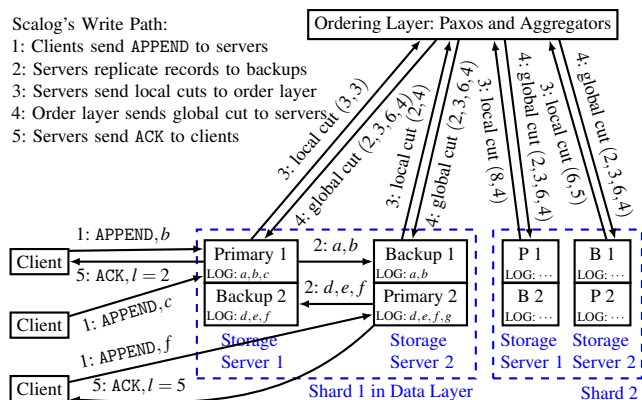 Scalog's Write Path:
1: Clients send APPEND to servers
2: Servers replicate records to backups
3: Servers send local cuts to order layer
4: Order layer sends global cut to servers
5: Servers send ACK to clients
Ordering Layer: Paxos and Aggregators
3: local cut (3,3)
4: global cut (2,3,6,4)
3: local cut (2,4)
4: global cut (2,3,6,4)
3: local cut (8,4)
4: global cut (2,3,6,4)
3: local cut (6,5)
4: global cut (2,3,6,4)
Client
1: APPEND,b
5: ACK,l = 2
Client
1: APPEND,c
Client
1: APPEND,f
5: ACK,l = 5
Primary 1
LOG: a,b,c
Backup 2
LOG: d,e,f
Storage
Server 1
2: a,b
2: d,e,f
Backup 1
LOG: a,b
Primary 2
LOG: d,e,f,g
Storage
Server 2
Shard 1 in Data Layer
P 1
LOG: ···
B 2
LOG: ···
Storage
Server 1
B 1
LOG: ···
P 2
LOG: ···
Storage
Server 2
Shard 2